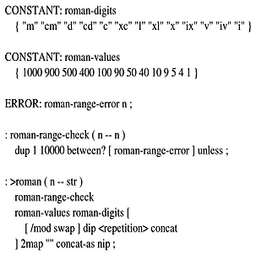 CONSTANT: roman-digits
{ "m" "cm" "d" "cd" "c" "xc" "l" "xl" "x" "ix" "v" "iv" "i" }
CONSTANT: roman-values
{ 1000 900 500 400 100 90 50 40 10 9 5 4 1 }
ERROR: roman-range-error n ;
: roman-range-check ( n -- n )
dup 1 10000 between? [ roman-range-error ] unless ;
: >roman ( n -- str )
roman-range-check
roman-values roman-digits [
[ /mod swap ] dip <repetition> concat
] 2map "" concat-as nip ;